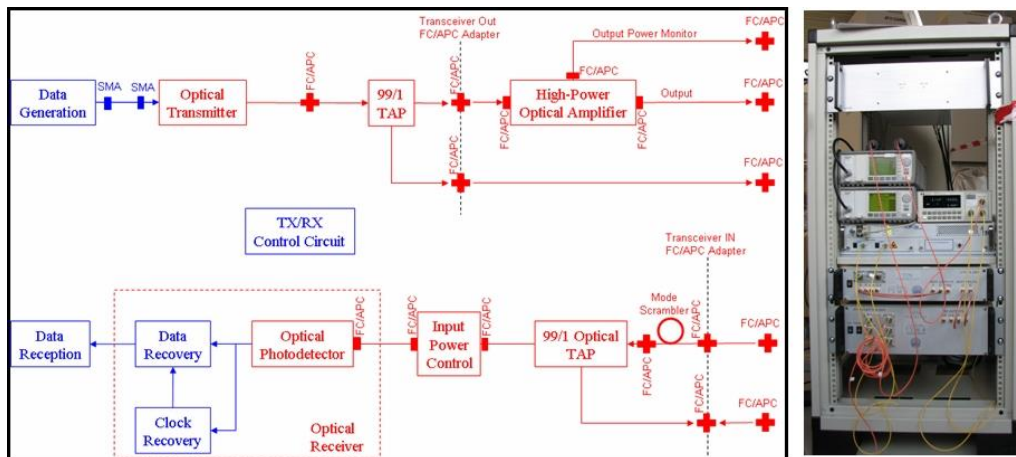 Transceiver Out
FC/APC Adapter
FC/APC
Output Power Monitor
FC/APC
SMA
SMA
FC/APC
FC/APC
FC/APC
Data
Generation
Optical
Transmitter
99/1
TAP
High-Power
Optical Amplifier
Output
FC/APC
FC/APC
FC/APC
FC/APC
TX/RX
Control Circuit
Transceiver IN
FC/APC Adapter
Mode
Scrambler
FC/APC
FC/APC
FC/APC
FC/APC
FC/APC
Data
Reception
Data
Recovery
Optical
Photodetector
Input
Power
Control
99/1 Optical
TAP
FC/APC
FC/APC
FC/APC
Clock
Recovery
Optical
Receiver